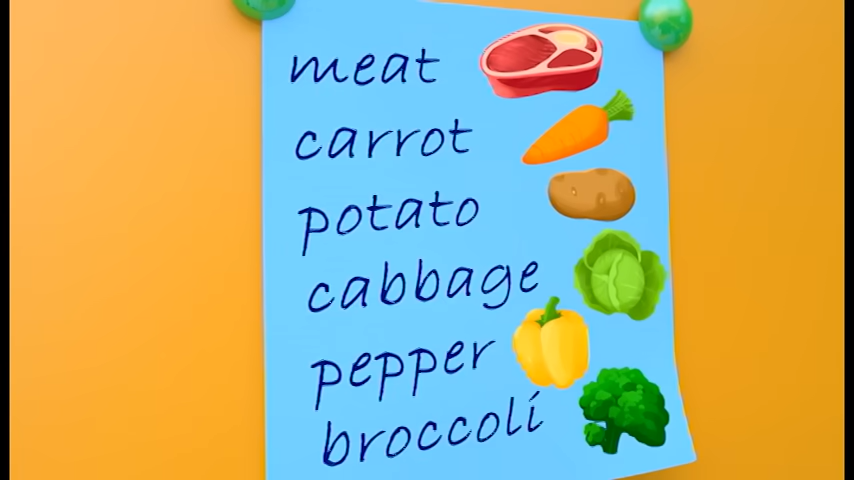 meat
carrot
potato
cabbage
pepper
broccoli